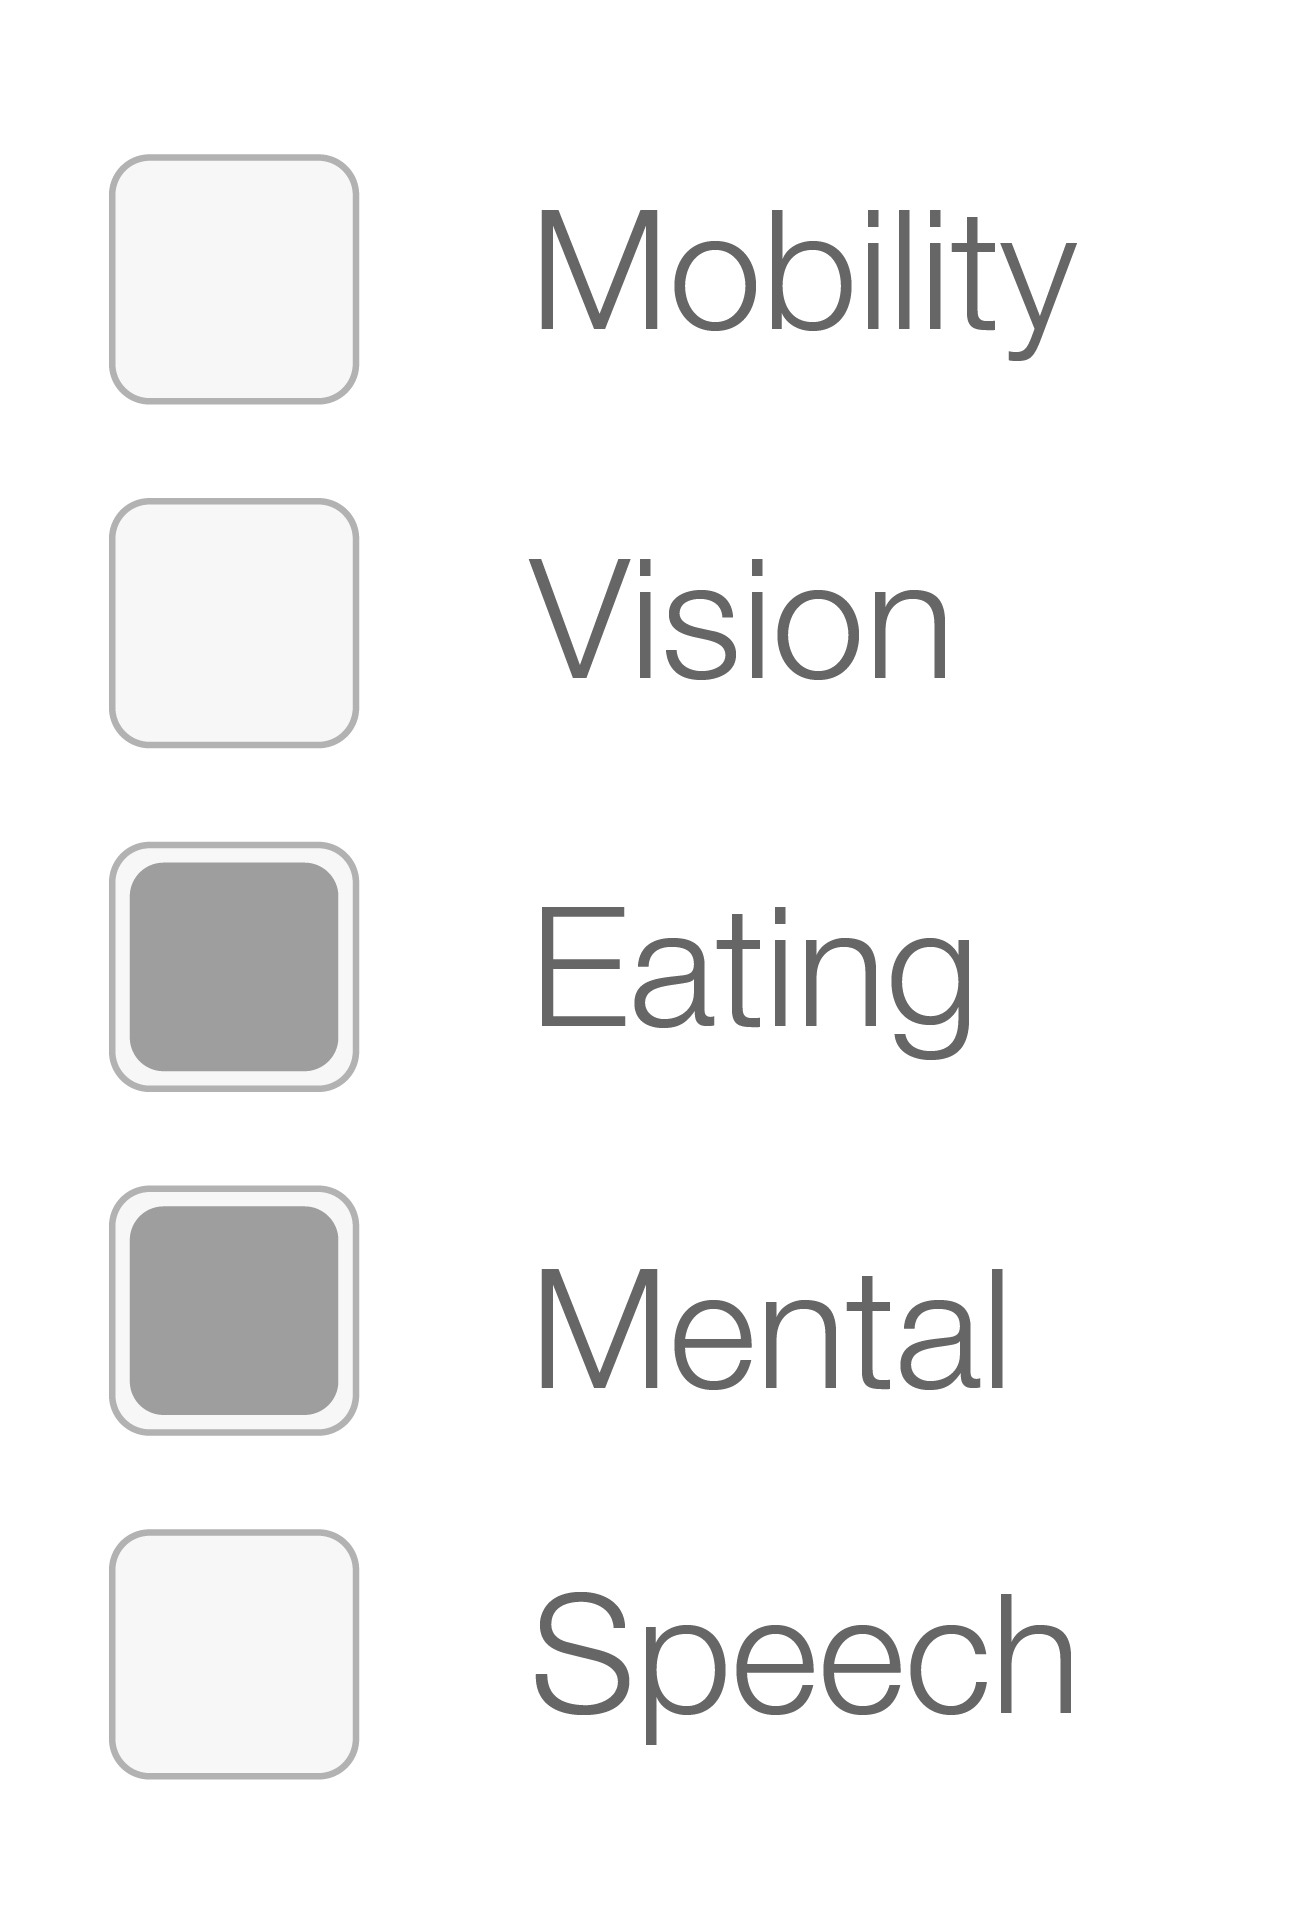 Mobility
Vision
Eating
Mental
Speech